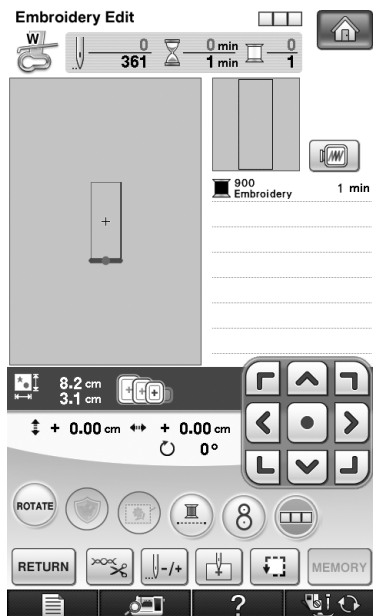 Embroidery Edit
W
0 0 min 0
361 1 min 1
900
Embroidery 1 min
8.2 cm
3.1 cm
+ 0.00 cm + 0.00 cm
0°
ROTATE
8
-/+
RETURN
MEMORY
?